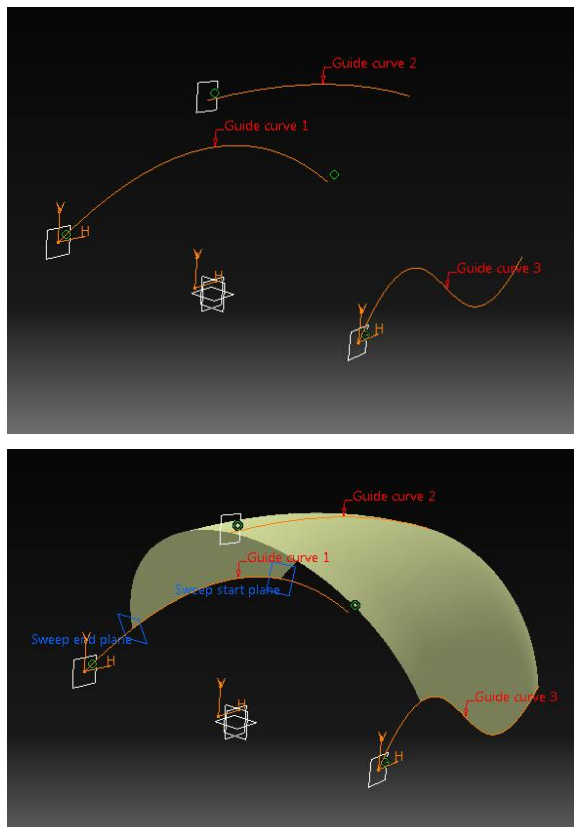 Guide curve 2
Guide curve 1
V
H
V
H
Guide curve 3
V
H
Guide curve 2
Guide curve 1
Sweep start plane
Sweep end plane
V
H
V
H
Guide curve 3
V
H